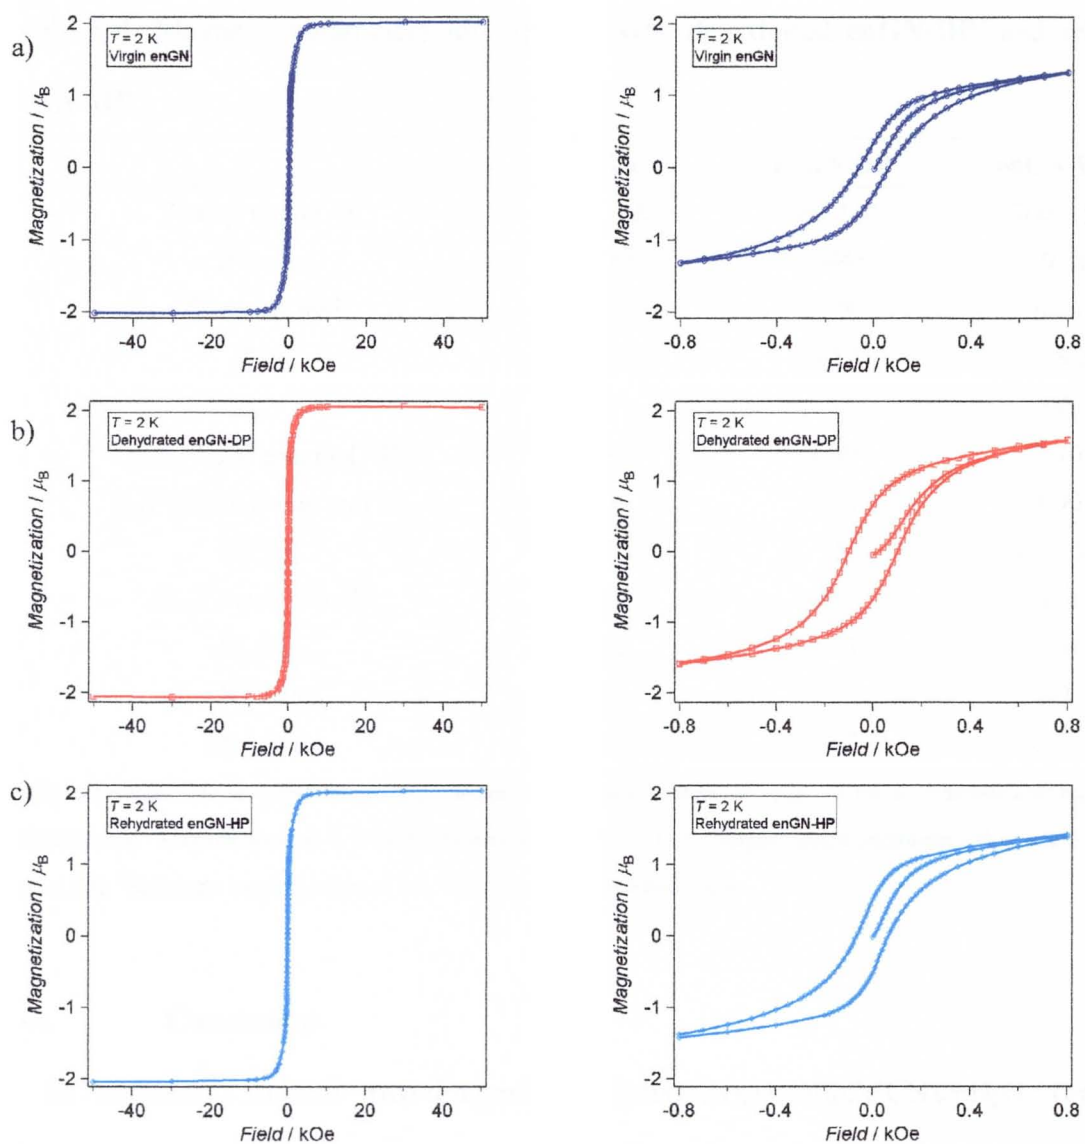 a)
T = 2 K
Virgin enGN
Magnetization / μB
2
1
0
-1
-2
-40
-20
0
20
40
Field / kOe
T = 2 K
Virgin enGN
Magnetization / μB
2
1
0
-1
-2
-0.8
-0.4
0.0
0.4
0.8
Field / kOe
b)
T = 2 K
Dehydrated enGN-DP
Magnetization / μB
2
1
0
-1
-2
-40
-20
0
20
40
Field / kOe
T = 2 K
Dehydrated enGN-DP
Magnetization / μB
2
1
0
-1
-2
-0.8
-0.4
0.0
0.4
0.8
Field / kOe
c)
T = 2 K
Rehydrated enGN-HP
Magnetization / μB
2
1
0
-1
-2
-40
-20
0
20
40
Field / kOe
T = 2 K
Rehydrated enGN-HP
Magnetization / μB
2
1
0
-1
-2
-0.8
-0.4
0.0
0.4
0.8
Field / kOe